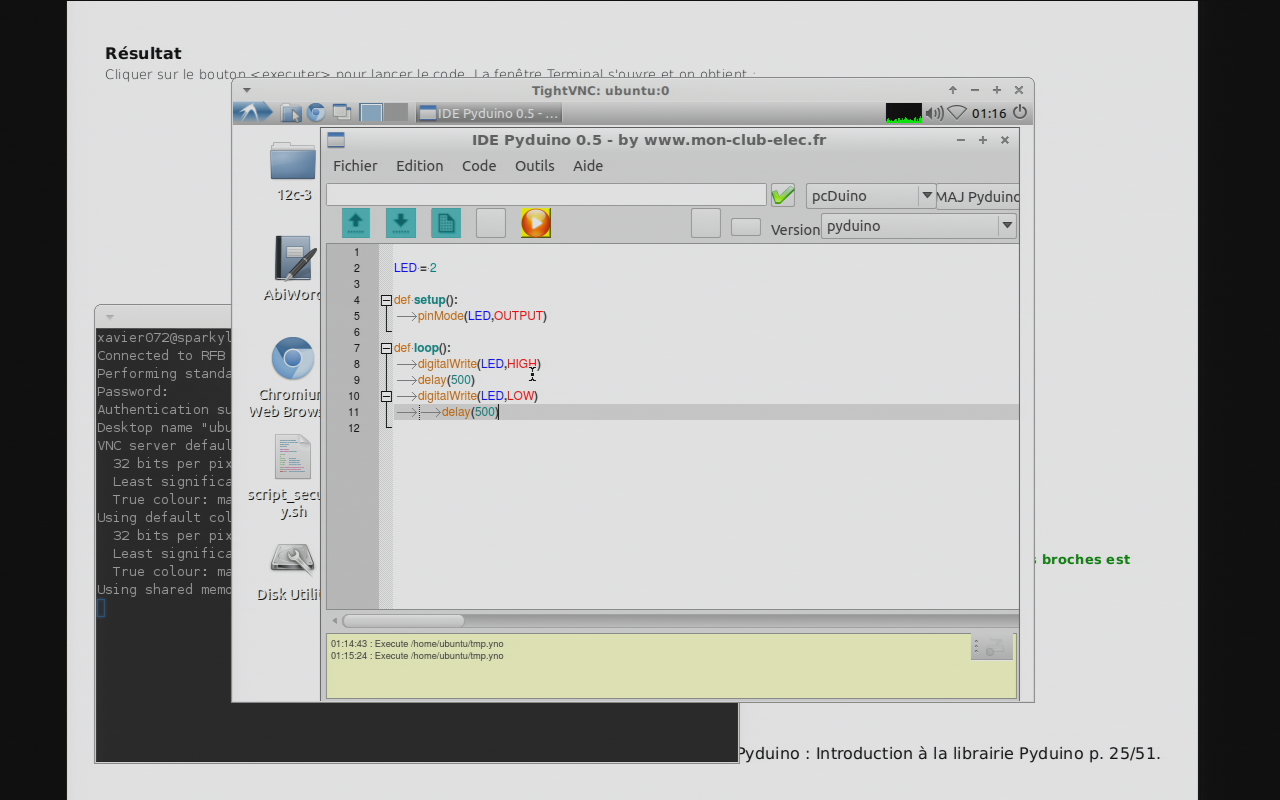 Résultat
Cliquer sur le bouton <executer> pour lancer le code. La fenêtre Terminal s'ouvre et on obtient :
TightVNC: ubuntu:0
IDE Pyduino 0.5 - ...
01:16
IDE Pyduino 0.5 - by www.mon-club-elec.fr
Fichier Edition Code Outils Aide
pcDuino
MAJ Pyduino
Version pyduino
12c-3
AbiWord
Chromium
Web Brows
script_secu
y.sh
Disk Utili
1
2 LED = 2
3
4 def setup():
5 pinMode(LED,OUTPUT)
6
7 def loop():
8 digitalWrite(LED,HIGH)
9 delay(500)
10 digitalWrite(LED,LOW)
11 delay(500)
12
01:14:43 : Execute /home/ubuntu/tmp.yno
01:15:24 : Execute /home/ubuntu/tmp.yno
xavier072@sparkyl
Connected to RFB
Performing standa
Password:
Authentication su
Desktop name "ubu
VNC server defaul
32 bits per pix
Least significa
True colour: ma
Using default col
32 bits per pix
Least significa
True colour: ma
Using shared memo
broches est
Pyduino : Introduction à la librairie Pyduino p. 25/51.